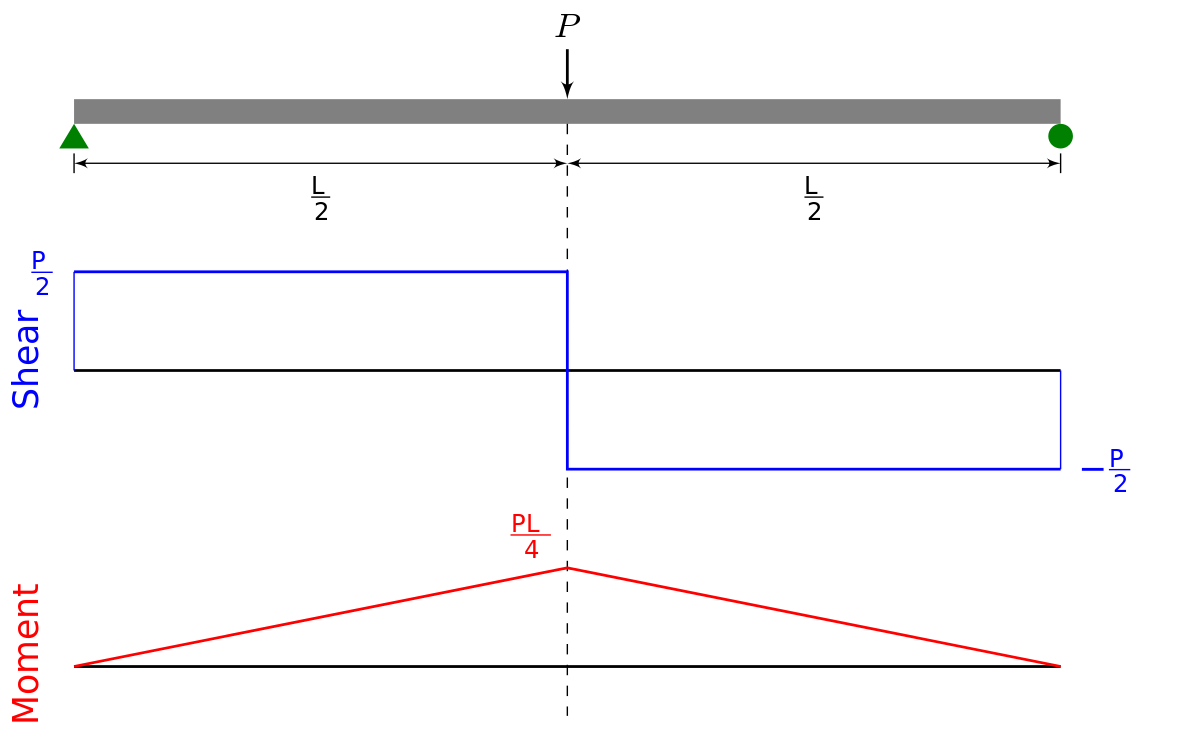 P
L/2 L/2
P/2
Shear
−P/2
PL/4
Moment